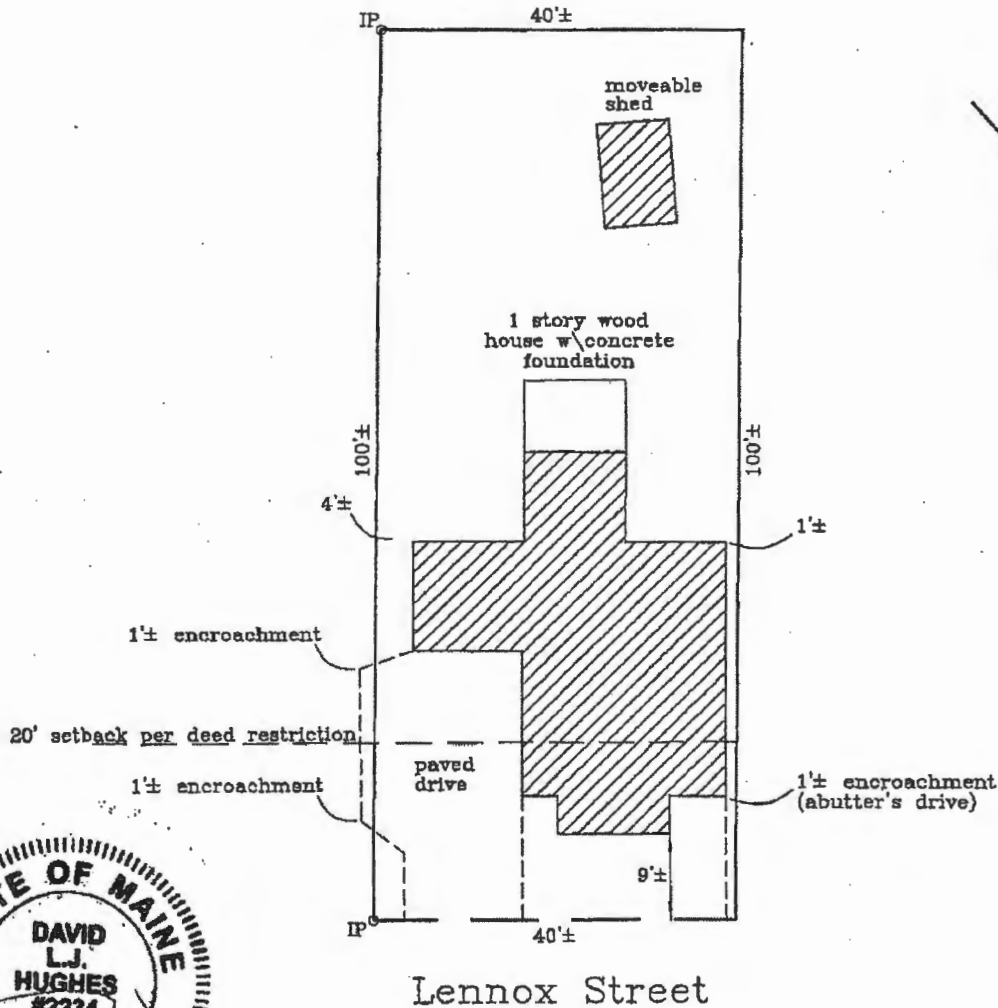 IP
40'±
moveable
shed
1 story wood
house w\concrete
foundation
100'±
100'±
4'±
1'±
1'± encroachment
20' setback per deed restriction
paved
drive
1'± encroachment
1'± encroachment
(abutter's drive)
9'±
IP
40'±
Lennox Street
TE OF MAINE
DAVID
L.J.
HUGHES
#2234